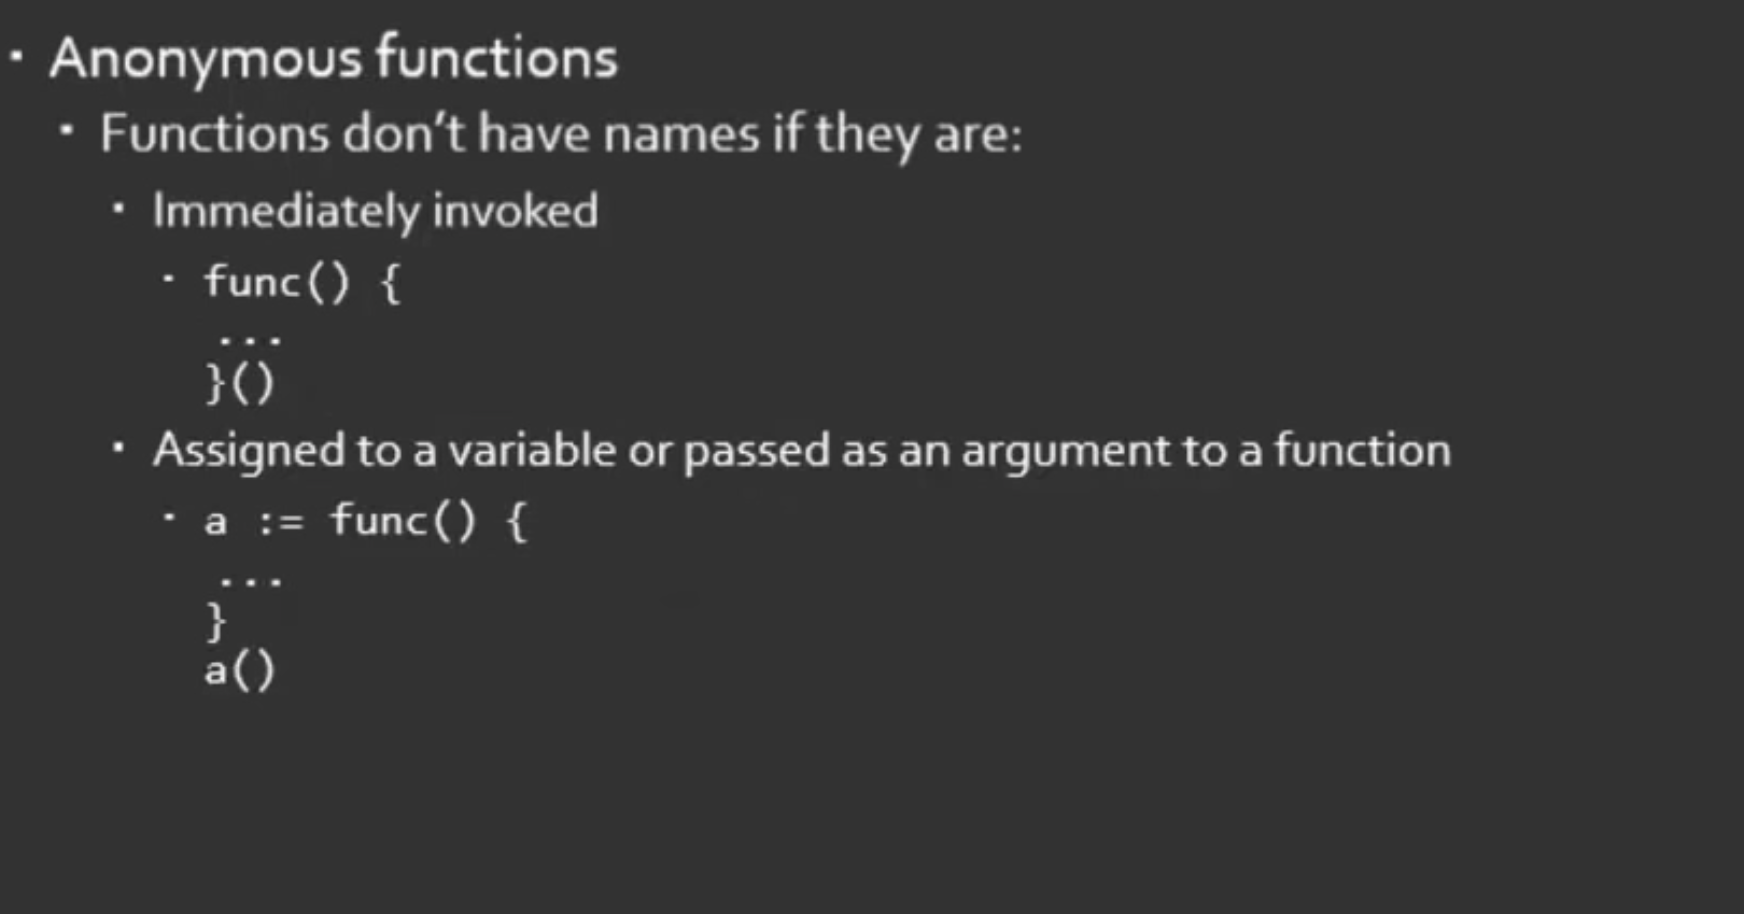 · Anonymous functions
· Functions don’t have names if they are:
· Immediately invoked
· func() {
...
}()
· Assigned to a variable or passed as an argument to a function
· a := func() {
...
}
a()